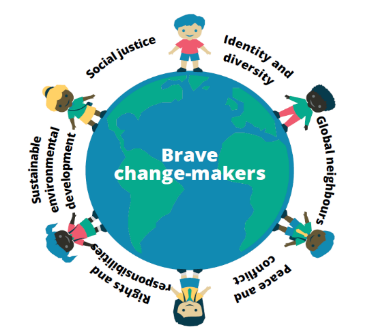 Social justice
Identity and
diversity
Global neighbours
Peace and
conflict
Rights and
responsibilities
Sustainable
environmental
development
Brave
change-makers